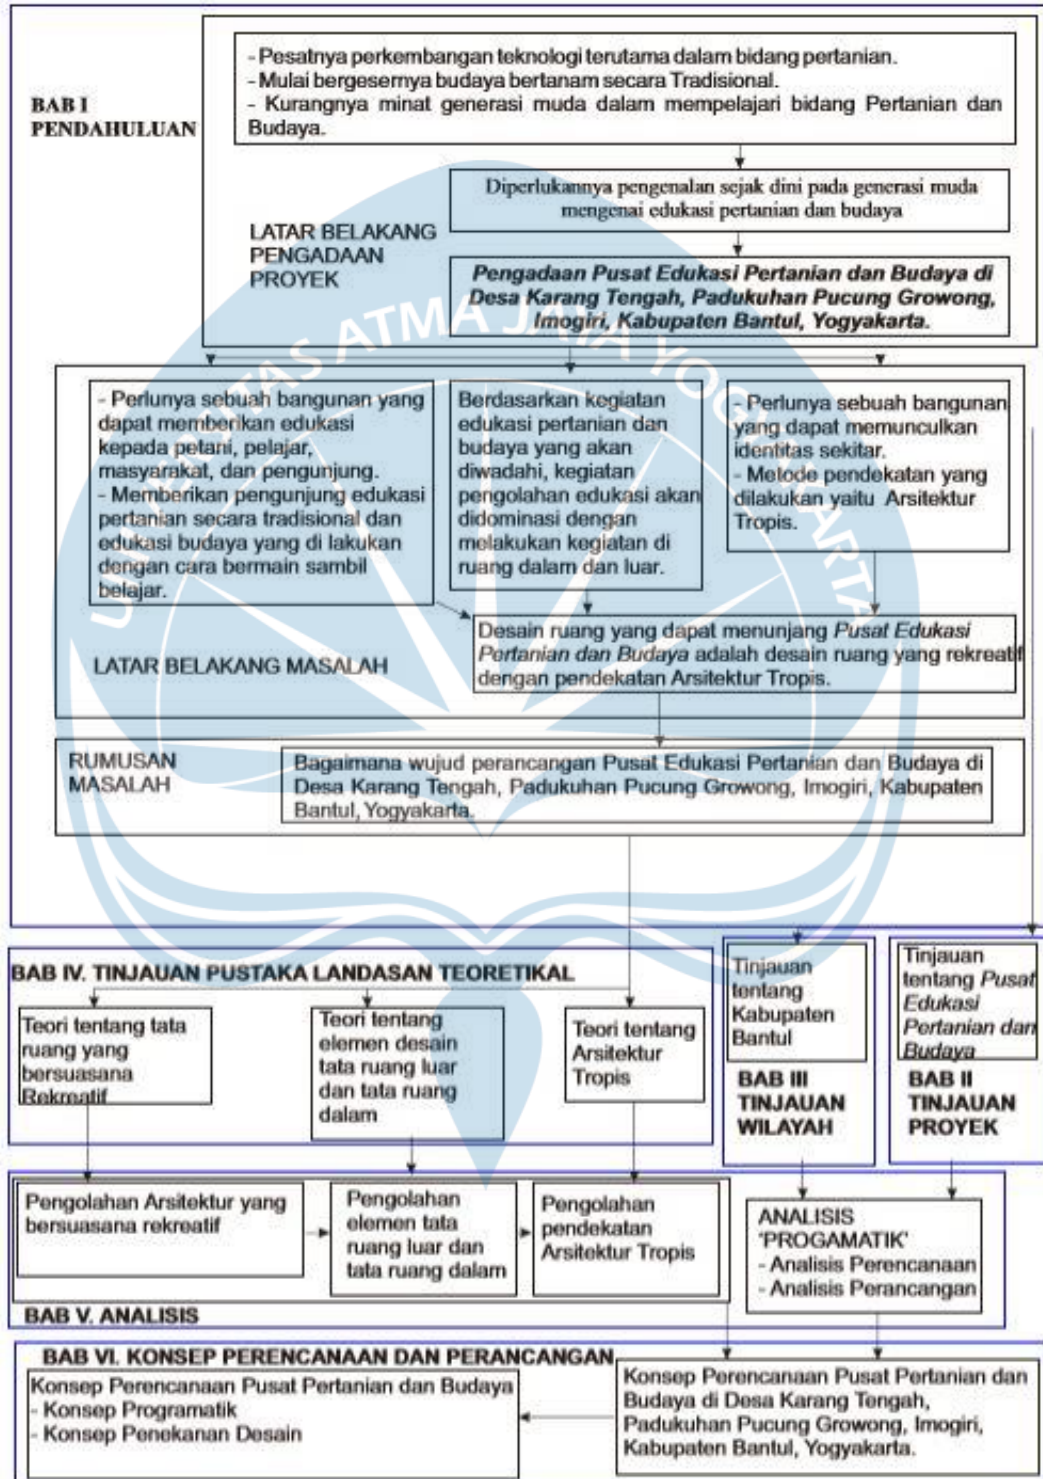 - Pesatnya perkembangan teknologi terutama dalam bidang pertanian.
- Mulai bergesernya budaya bertanam secara Tradisional.
- Kurangnya minat generasi muda dalam mempelajari bidang Pertanian dan
Budaya.
BAB I
PENDAHULUAN
Diperlukannya pengenalan sejak dini pada generasi muda
mengenai edukasi pertanian dan budaya
LATAR BELAKANG
PENGADAAN
PROYEK
Pengadaan Pusat Edukasi Pertanian dan Budaya di
Desa Karang Tengah, Padukuhan Pucung Growong,
Imogiri, Kabupaten Bantul, Yogyakarta.
UNIVERSITAS ATMA JAYA YOGYAKARTA
- Perlunya sebuah bangunan yang
dapat memberikan edukasi
kepada petani, pelajar,
masyarakat, dan pengunjung.
- Memberikan pengunjung edukasi
pertanian secara tradisional dan
edukasi budaya yang di lakukan
dengan cara bermain sambil
belajar.
Berdasarkan kegiatan
edukasi pertanian dan
budaya yang akan
diwadahi, kegiatan
pengolahan edukasi akan
didominasi dengan
melakukan kegiatan di
ruang dalam dan luar.
- Perlunya sebuah bangunan
yang dapat memunculkan
identitas sekitar.
- Metode pendekatan yang
dilakukan yaitu Arsitektur
Tropis.
LATAR BELAKANG MASALAH
Desain ruang yang dapat menunjang Pusat Edukasi
Pertanian dan Budaya adalah desain ruang yang rekreatif
dengan pendekatan Arsitektur Tropis.
RUMUSAN
MASALAH
Bagaimana wujud perancangan Pusat Edukasi Pertanian dan Budaya di
Desa Karang Tengah, Padukuhan Pucung Growong, Imogiri, Kabupaten
Bantul, Yogyakarta.
BAB IV. TINJAUAN PUSTAKA LANDASAN TEORETIKAL
Teori tentang tata
ruang yang
bersuasana
Rekreatif
Teori tentang
elemen desain
tata ruang luar
dan tata ruang
dalam
Teori tentang
Arsitektur
Tropis
Tinjauan
tentang
Kabupaten
Bantul
BAB III
TINJAUAN
WILAYAH
Tinjauan
tentang Pusat
Edukasi
Pertanian dan
Budaya
BAB II
TINJAUAN
PROYEK
Pengolahan Arsitektur yang
bersuasana rekreatif
Pengolahan
elemen tata
ruang luar dan
tata ruang dalam
Pengolahan
pendekatan
Arsitektur Tropis
ANALISIS
'PROGAMATIK'
- Analisis Perencanaan
- Analisis Perancangan
BAB V. ANALISIS
BAB VI. KONSEP PERENCANAAN DAN PERANCANGAN
Konsep Perencanaan Pusat Pertanian dan Budaya
- Konsep Programatik
- Konsep Penekanan Desain
Konsep Perencanaan Pusat Pertanian dan
Budaya di Desa Karang Tengah,
Padukuhan Pucung Growong, Imogiri,
Kabupaten Bantul, Yogyakarta.